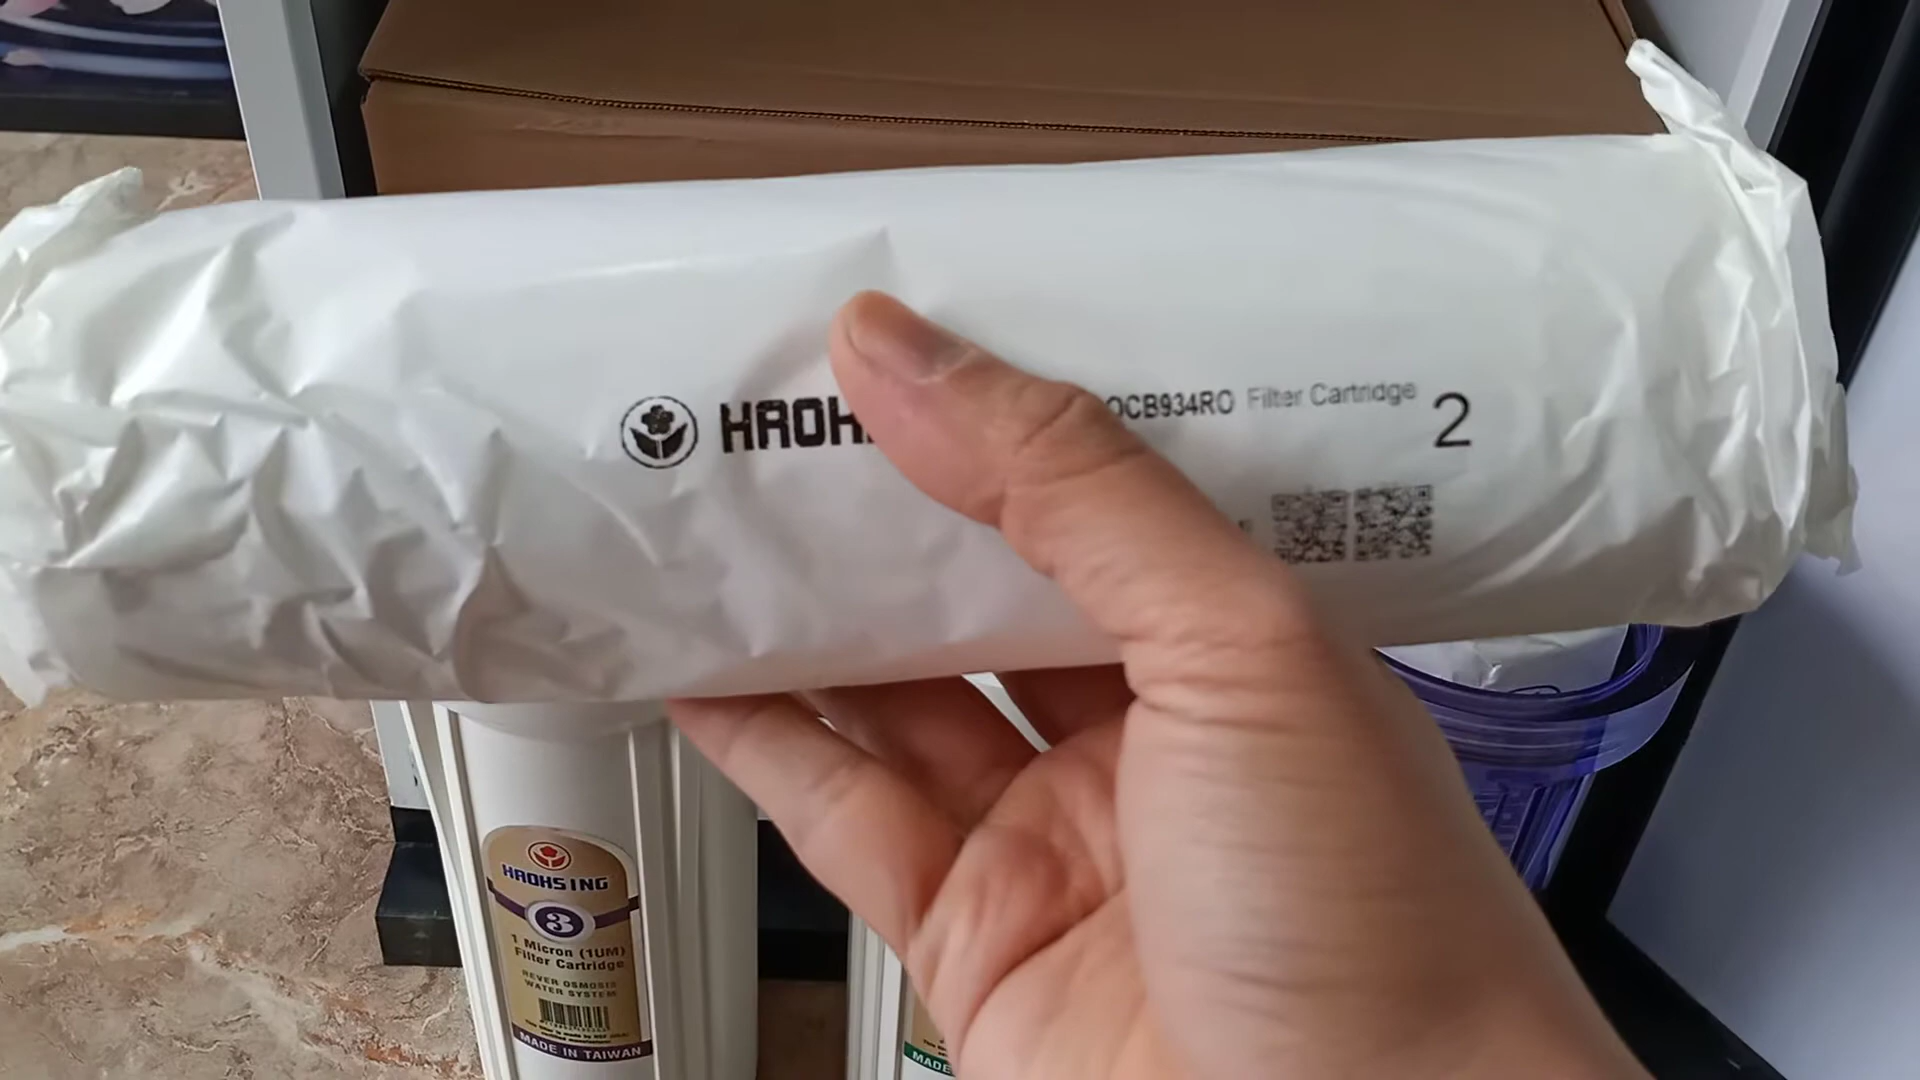 HAOH
OCB934RO Filter Cartridge
2
HAOHSING
3
1 Micron (1UM)
Filter Cartridge
REVER OSMOSIS
WATER SYSTEM
MADE IN TAIWAN
MADE